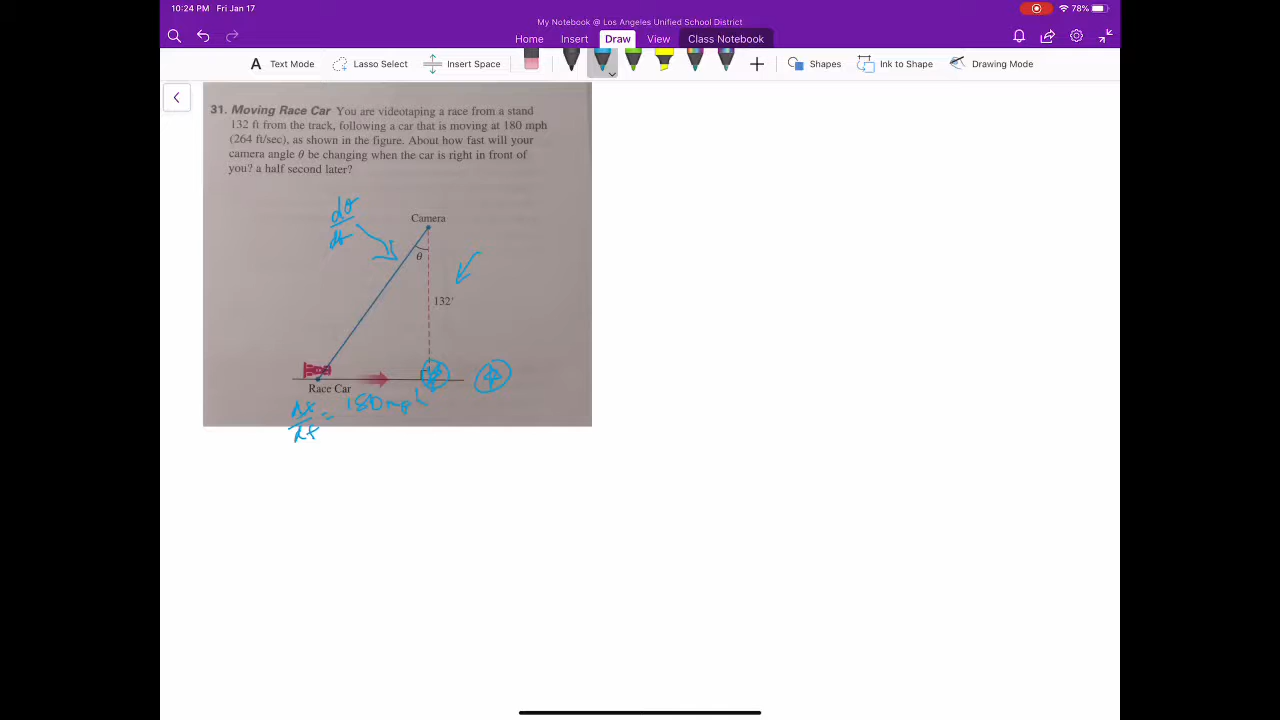 10:24 PM Fri Jan 17
78%
My Notebook @ Los Angeles Unified School District
Home Insert Draw View Class Notebook
Text Mode Lasso Select Insert Space Shapes Ink to Shape Drawing Mode
31. Moving Race Car You are videotaping a race from a stand
132 ft from the track, following a car that is moving at 180 mph
(264 ft/sec), as shown in the figure. About how fast will your
camera angle θ be changing when the car is right in front of
you? a half second later?
dθ/dt
Camera
θ
132'
Race Car
dx/dt = 180 mph